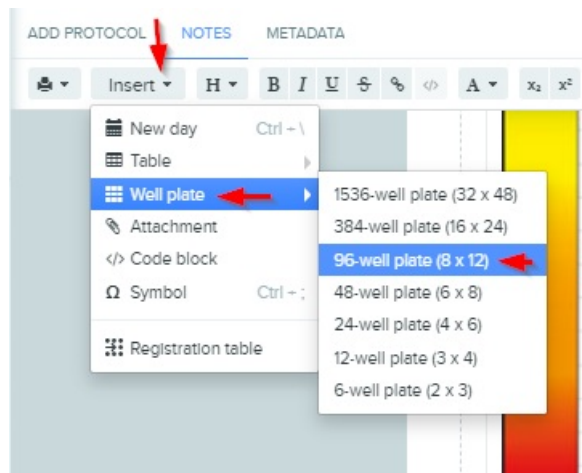 ADD PROTOCOL NOTES METADATA
Insert H B I U S A x₂ x²
New day Ctrl + \
Table
Well plate
Attachment
</> Code block
Ω Symbol Ctrl + ;
Registration table
1536-well plate (32 x 48)
384-well plate (16 x 24)
96-well plate (8 x 12)
48-well plate (6 x 8)
24-well plate (4 x 6)
12-well plate (3 x 4)
6-well plate (2 x 3)